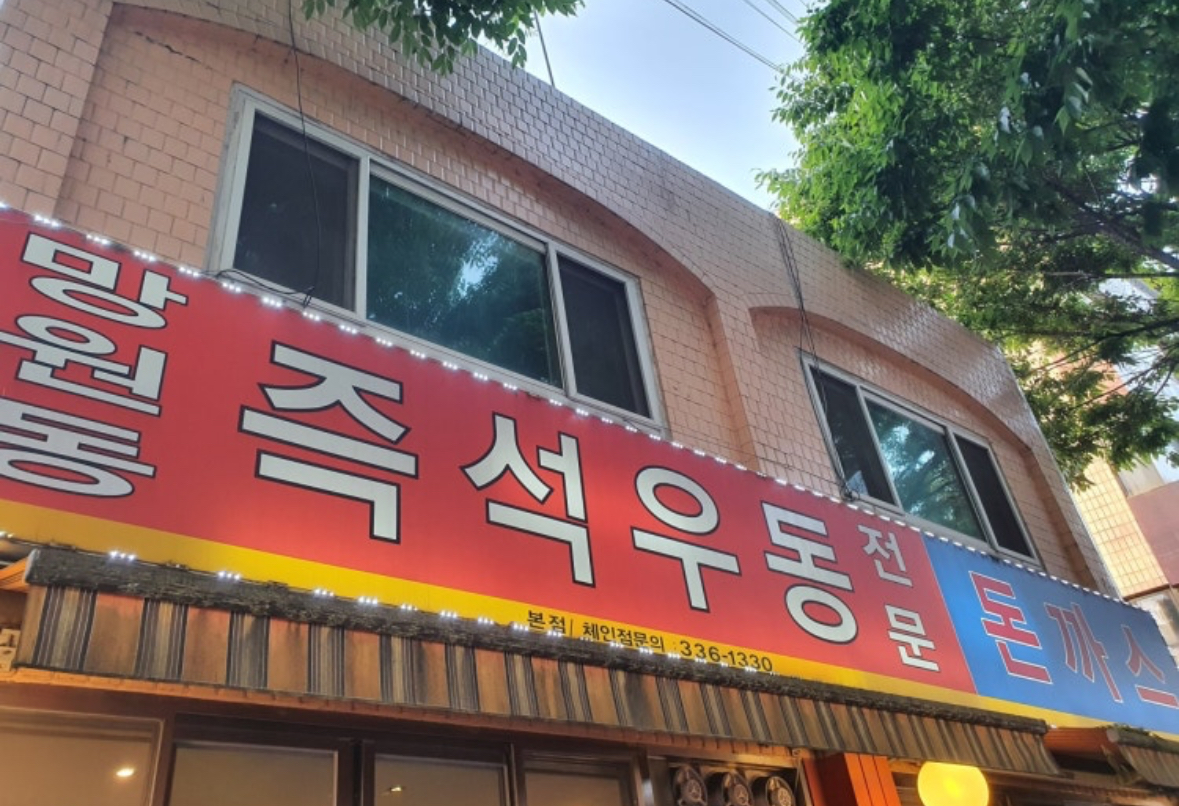 망원동
즉석우동
전문
돈까스
본점 | 체인점문의 : 336-1330